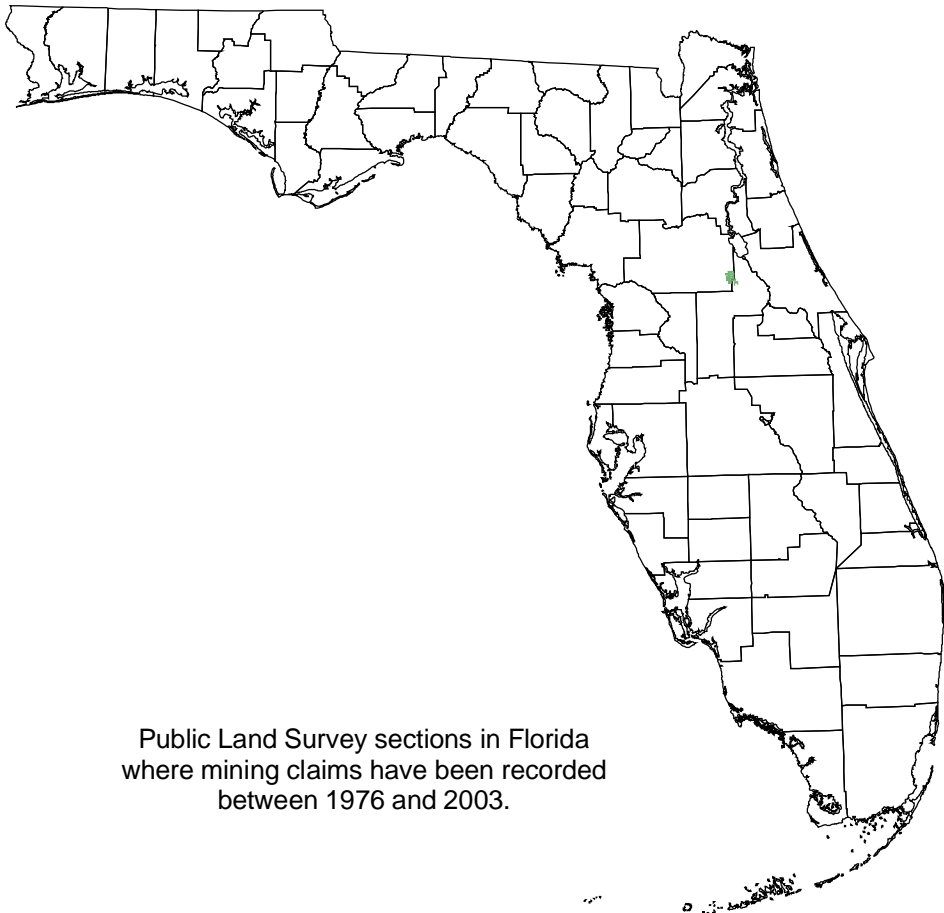 Public Land Survey sections in Florida
where mining claims have been recorded
between 1976 and 2003.